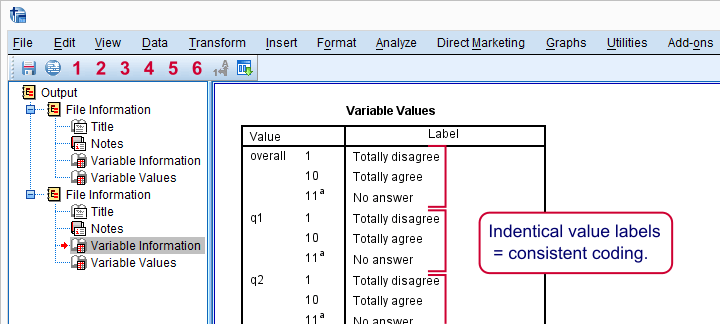 File Edit View Data Transform Insert Format Analyze Direct Marketing Graphs Utilities Add-ons
1 2 3 4 5 6
Output
File Information
Title
Notes
Variable Information
Variable Values
File Information
Title
Notes
Variable Information
Variable Values
Variable Values
Value Label
overall 1 Totally disagree
10 Totally agree
11a No answer
q1 1 Totally disagree
10 Totally agree
11a No answer
q2 1 Totally disagree
10 Totally agree
11a No answer
Indentical value labels
= consistent coding.